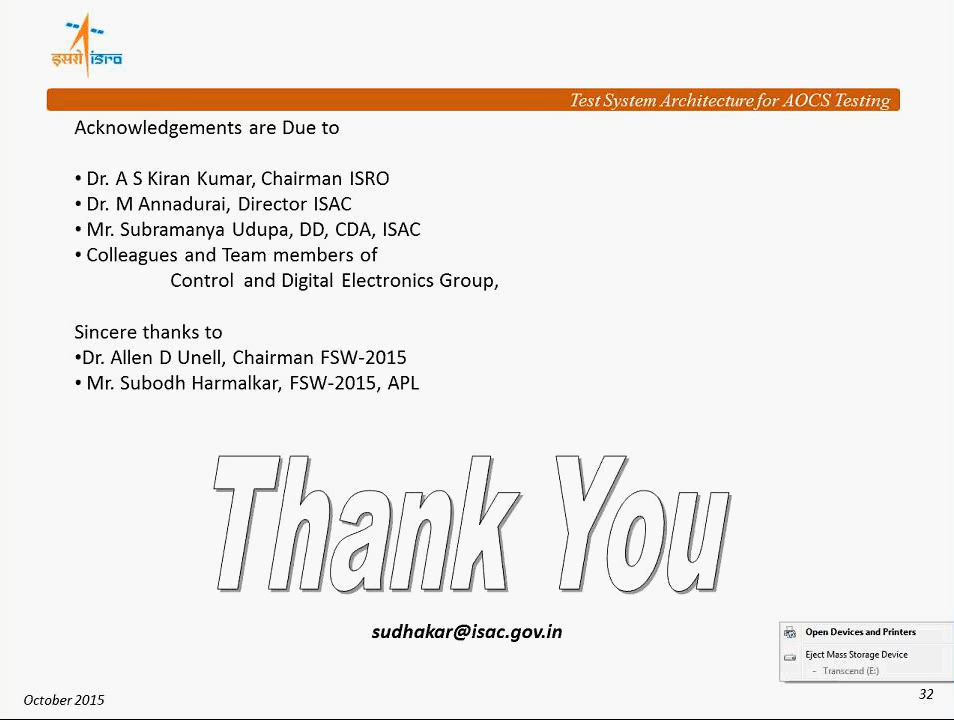 इसरो isro
Test System Architecture for AOCS Testing
Acknowledgements are Due to
• Dr. A S Kiran Kumar, Chairman ISRO
• Dr. M Annadurai, Director ISAC
• Mr. Subramanya Udupa, DD, CDA, ISAC
• Colleagues and Team members of
Control and Digital Electronics Group,
Sincere thanks to
•Dr. Allen D Unell, Chairman FSW-2015
• Mr. Subodh Harmalkar, FSW-2015, APL
Thank You
sudhakar@isac.gov.in
Open Devices and Printers
Eject Mass Storage Device
- Transcend (E:)
October 2015
32